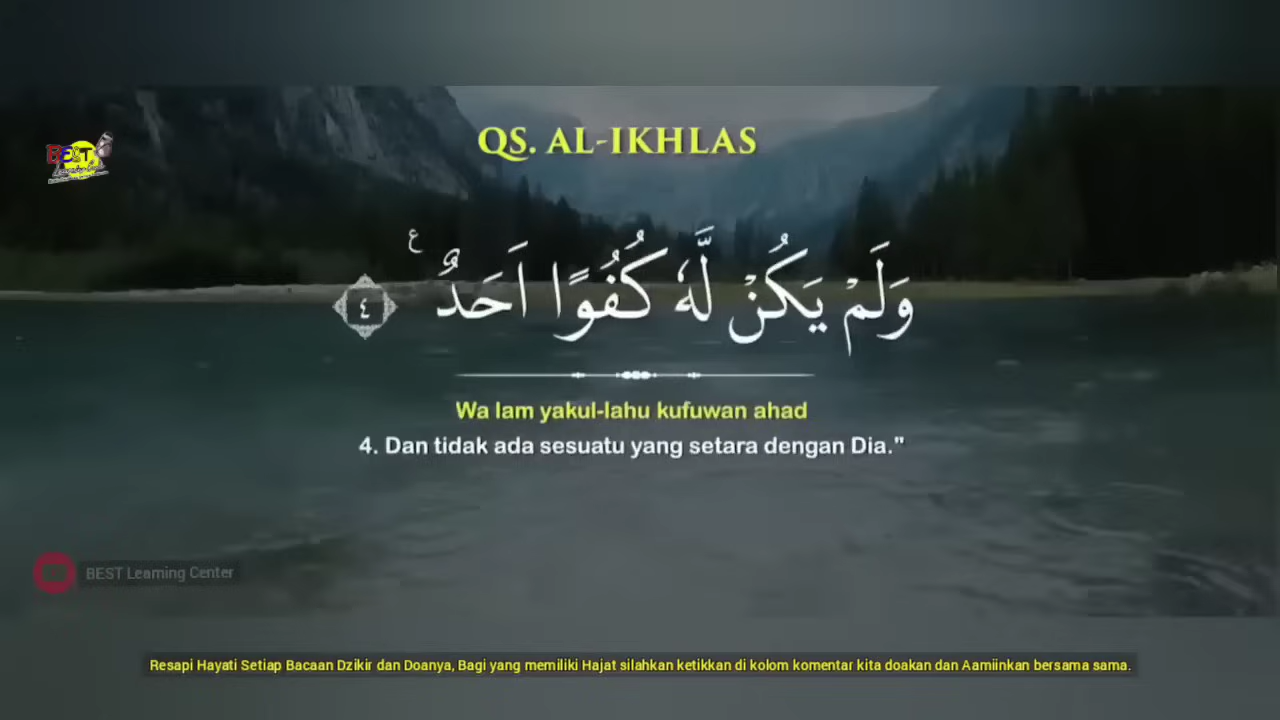 QS. AL-IKHLAS
BEST
وَلَمْ يَكُنْ لَّهٗ كُفُوًا اَحَدٌ ࣖ ٤
Wa lam yakul-lahu kufuwan ahad
4. Dan tidak ada sesuatu yang setara dengan Dia."
BEST Learning Center
Resapi Hayati Setiap Bacaan Dzikir dan Doanya, Bagi yang memiliki Hajat silahkan ketikkan di kolom komentar kita doakan dan Aamiinkan bersama sama.